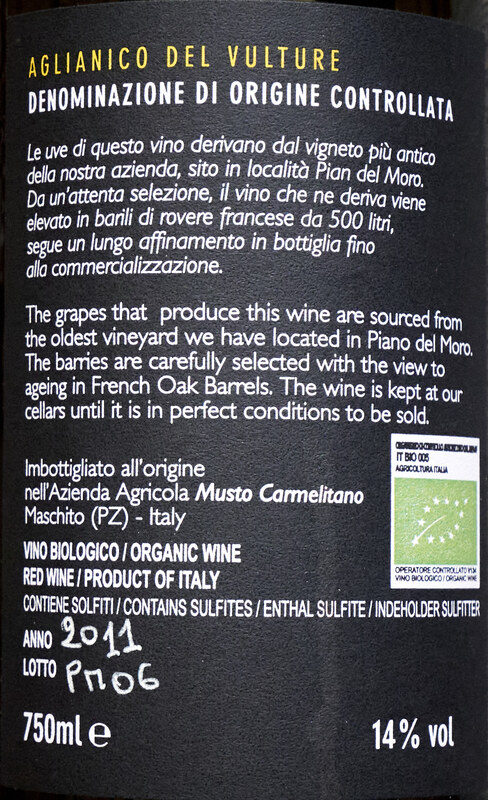 AGLIANICO DEL VULTURE
DENOMINAZIONE DI ORIGINE CONTROLLATA
Le uve di questo vino derivano dal vigneto più antico
della nostra azienda, sito in località Pian del Moro.
Da un'attenta selezione, il vino che ne deriva viene
elevato in barili di rovere francese da 500 litri,
segue un lungo affinamento in bottiglia fino
alla commercializzazione.
The grapes that produce this wine are sourced from
the oldest vineyard we have located in Piano del Moro.
The barries are carefully selected with the view to
ageing in French Oak Barrels. The wine is kept at our
cellars until it is in perfect conditions to be sold.
IT BIO 005
AGRICOLTURA ITALIA
OPERATORE CONTROLLATO
VINO BIOLOGICO / ORGANIC WINE
Imbottigliato all'origine
nell'Azienda Agricola Musto Carmelitano
Maschito (PZ) - Italy
VINO BIOLOGICO / ORGANIC WINE
RED WINE / PRODUCT OF ITALY
CONTIENE SOLFITI / CONTAINS SULFITES / ENTHAL SULFITE / INDEHOLDER SULFITTER
ANNO 2011
LOTTO PM06
750ml e
14% vol